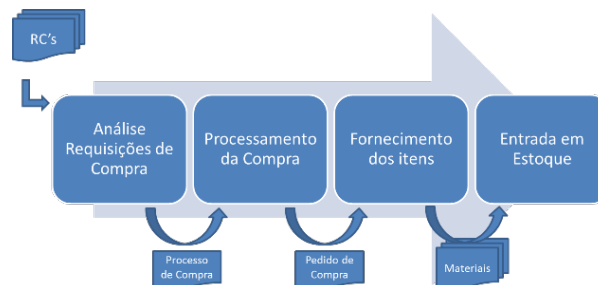 RC's
Análise
Requisições de
Compra
Processamento
da Compra
Fornecimento
dos itens
Entrada em
Estoque
Processo
de Compra
Pedido de
Compra
Materiais